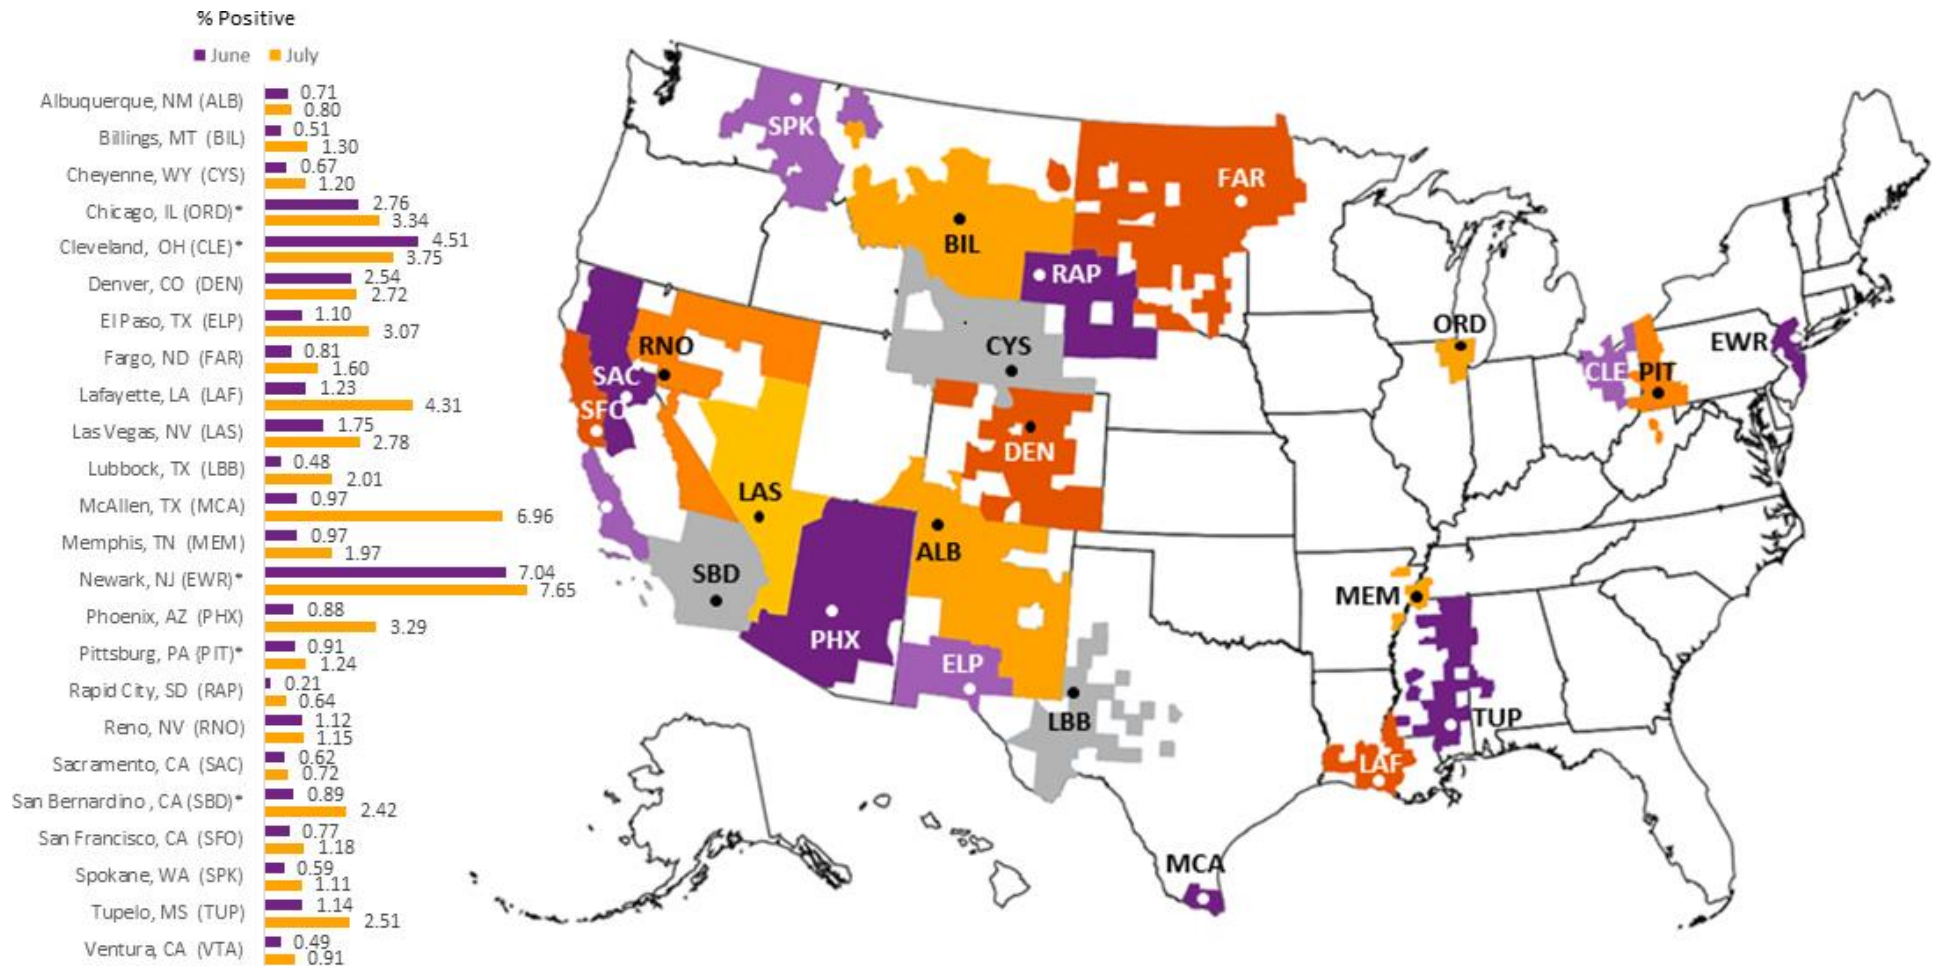 % Positive
June July
Albuquerque, NM (ALB) 0.71 0.80
Billings, MT (BIL) 0.51 1.30
Cheyenne, WY (CYS) 0.67 1.20
Chicago, IL (ORD)* 2.76 3.34
Cleveland, OH (CLE)* 4.51 3.75
Denver, CO (DEN) 2.54 2.72
El Paso, TX (ELP) 1.10 3.07
Fargo, ND (FAR) 0.81 1.60
Lafayette, LA (LAF) 1.23 4.31
Las Vegas, NV (LAS) 1.75 2.78
Lubbock, TX (LBB) 0.48 2.01
McAllen, TX (MCA) 0.97 6.96
Memphis, TN (MEM) 0.97 1.97
Newark, NJ (EWR)* 7.04 7.65
Phoenix, AZ (PHX) 0.88 3.29
Pittsburg, PA (PIT)* 0.91 1.24
Rapid City, SD (RAP) 0.21 0.64
Reno, NV (RNO) 1.12 1.15
Sacramento, CA (SAC) 0.62 0.72
San Bernardino, CA (SBD)* 0.89 2.42
San Francisco, CA (SFO) 0.77 1.18
Spokane, WA (SPK) 0.59 1.11
Tupelo, MS (TUP) 1.14 2.51
Ventura, CA (VTA) 0.49 0.91
SPK
FAR
BIL
RAP
ORD
EWR
RNO
CYS
SAC
CLE PIT
SFO
DEN
LAS
ALB
SBD
MEM
PHX
ELP
LBB
TUP
LAF
MCA